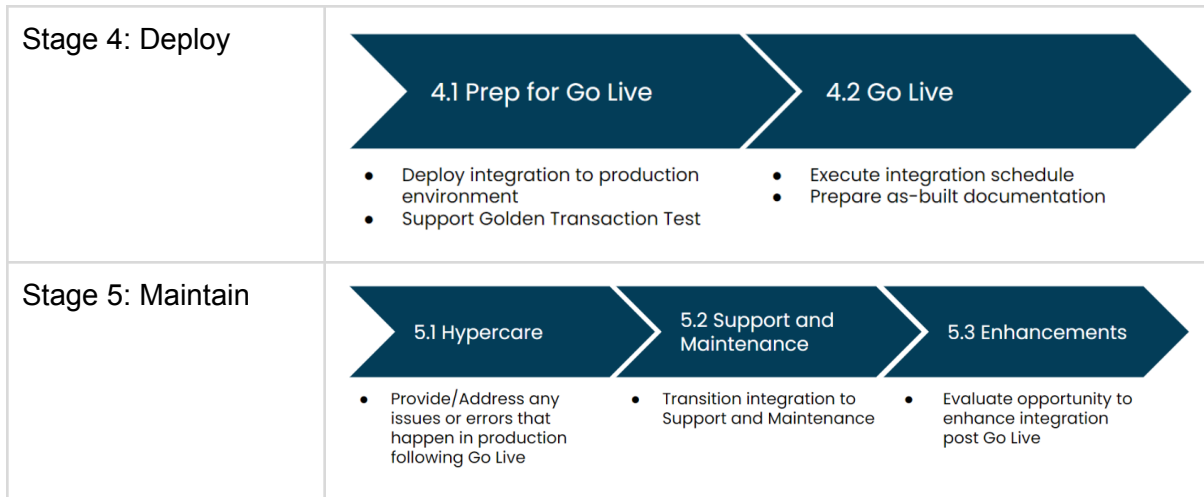 Stage 4: Deploy
4.1 Prep for Go Live
4.2 Go Live
● Deploy integration to production
environment
● Support Golden Transaction Test
● Execute integration schedule
● Prepare as-built documentation
Stage 5: Maintain
5.1 Hypercare
5.2 Support and
Maintenance
5.3 Enhancements
● Provide/Address any
issues or errors that
happen in production
following Go Live
● Transition integration to
Support and Maintenance
● Evaluate opportunity to
enhance integration
post Go Live